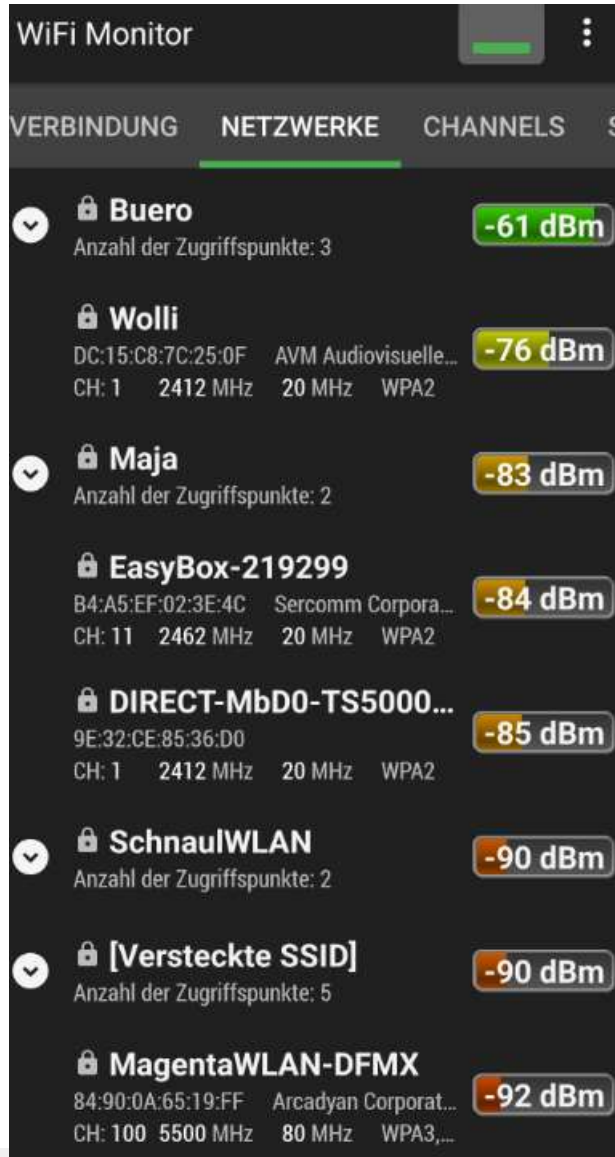 WiFi Monitor
VERBINDUNG NETZWERKE CHANNELS S
Buero
-61 dBm
Anzahl der Zugriffspunkte: 3
Wolli
DC:15:C8:7C:25:0F AVM Audiovisuelle...
-76 dBm
CH: 1 2412 MHz 20 MHz WPA2
Maja
-83 dBm
Anzahl der Zugriffspunkte: 2
EasyBox-219299
B4:A5:EF:02:3E:4C Sercomm Corpora...
-84 dBm
CH: 11 2462 MHz 20 MHz WPA2
DIRECT-MbD0-TS5000...
9E:32:CE:85:36:D0
-85 dBm
CH: 1 2412 MHz 20 MHz WPA2
SchnaulWLAN
-90 dBm
Anzahl der Zugriffspunkte: 2
[Versteckte SSID]
-90 dBm
Anzahl der Zugriffspunkte: 5
MagentaWLAN-DFMX
84:90:0A:65:19:FF Arcadyan Corporat...
-92 dBm
CH: 100 5500 MHz 80 MHz WPA3,...